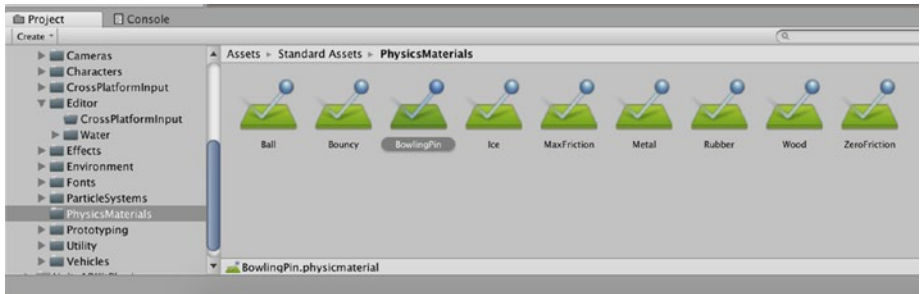 Project Console
Create
Cameras
Characters
CrossPlatformInput
Editor
CrossPlatformInput
Water
Effects
Environment
Fonts
ParticleSystems
PhysicsMaterials
Prototyping
Utility
Vehicles
Assets Standard Assets PhysicsMaterials
Ball Bouncy BowlingPin Ice MaxFriction Metal Rubber Wood ZeroFriction
BowlingPin.physicmaterial